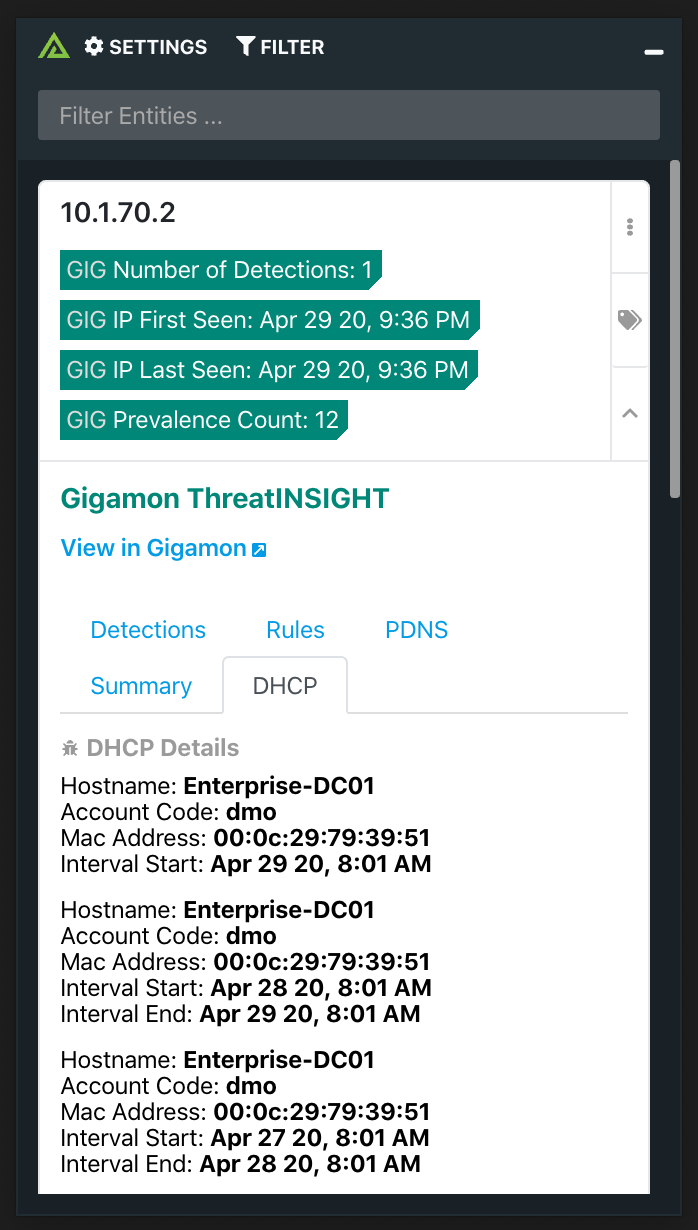 SETTINGS FILTER
Filter Entities ...
10.1.70.2
GIG Number of Detections: 1
GIG IP First Seen: Apr 29 20, 9:36 PM
GIG IP Last Seen: Apr 29 20, 9:36 PM
GIG Prevalence Count: 12
Gigamon ThreatINSIGHT
View in Gigamon
Detections Rules PDNS
Summary DHCP
DHCP Details
Hostname: Enterprise-DC01
Account Code: dmo
Mac Address: 00:0c:29:79:39:51
Interval Start: Apr 29 20, 8:01 AM
Hostname: Enterprise-DC01
Account Code: dmo
Mac Address: 00:0c:29:79:39:51
Interval Start: Apr 28 20, 8:01 AM
Interval End: Apr 29 20, 8:01 AM
Hostname: Enterprise-DC01
Account Code: dmo
Mac Address: 00:0c:29:79:39:51
Interval Start: Apr 27 20, 8:01 AM
Interval End: Apr 28 20, 8:01 AM